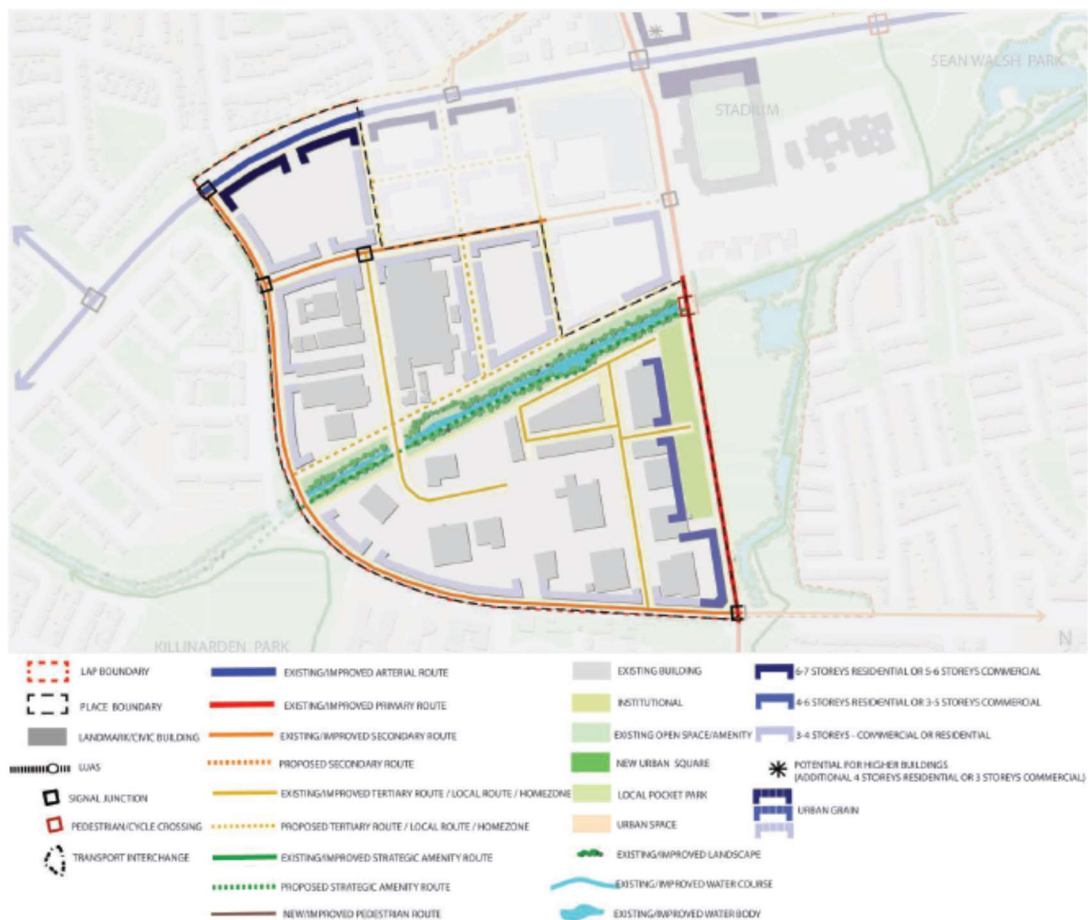 SEAN WALSH PARK
STADIUM
KILLINARDEN PARK
N
LAP BOUNDARY
PLACE BOUNDARY
LANDMARK/CIVIC BUILDING
LUAS
SIGNAL JUNCTION
PEDESTRIAN/CYCLE CROSSING
TRANSPORT INTERCHANGE
EXISTING/IMPROVED ARTERIAL ROUTE
EXISTING/IMPROVED PRIMARY ROUTE
EXISTING/IMPROVED SECONDARY ROUTE
PROPOSED SECONDARY ROUTE
EXISTING/IMPROVED TERTIARY ROUTE / LOCAL ROUTE / HOMEZONE
PROPOSED TERTIARY ROUTE / LOCAL ROUTE / HOMEZONE
EXISTING/IMPROVED STRATEGIC AMENITY ROUTE
PROPOSED STRATEGIC AMENITY ROUTE
NEW/IMPROVED PEDESTRIAN ROUTE
EXISTING BUILDING
INSTITUTIONAL
EXISTING OPEN SPACE/AMENITY
NEW URBAN SQUARE
LOCAL POCKET PARK
URBAN SPACE
EXISTING/IMPROVED LANDSCAPE
EXISTING/IMPROVED WATER COURSE
EXISTING/IMPROVED WATER BODY
6-7 STOREYS RESIDENTIAL OR 5-6 STOREYS COMMERCIAL
4-6 STOREYS RESIDENTIAL OR 3-5 STOREYS COMMERCIAL
3-4 STOREYS - COMMERCIAL OR RESIDENTIAL
POTENTIAL FOR HIGHER BUILDINGS
(ADDITIONAL 4 STOREYS RESIDENTIAL OR 3 STOREYS COMMERCIAL)
URBAN GRAIN